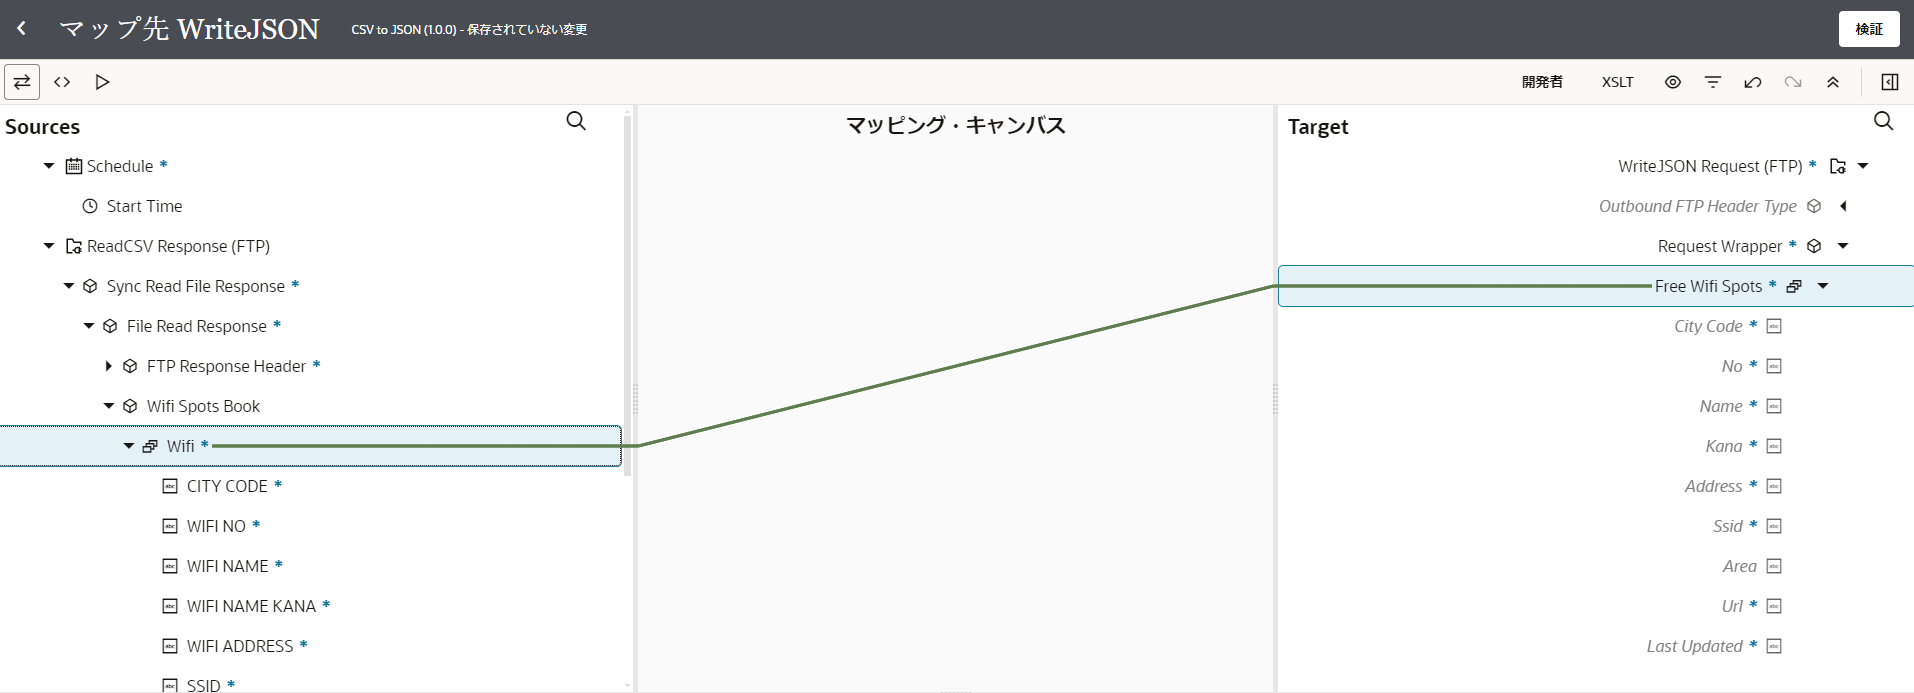 マップ先 WriteJSON
CSV to JSON (1.0.0) - 保存されていない変更
検証
開発者
XSLT
Sources
マッピング・キャンバス
Target
Schedule *
Start Time
ReadCSV Response (FTP)
Sync Read File Response *
File Read Response *
FTP Response Header *
Wifi Spots Book
Wifi *
CITY CODE *
WIFI NO *
WIFI NAME *
WIFI NAME KANA *
WIFI ADDRESS *
SSID *
WriteJSON Request (FTP) *
Outbound FTP Header Type
Request Wrapper *
Free Wifi Spots *
City Code *
No *
Name *
Kana *
Address *
Ssid *
Area
Url *
Last Updated *